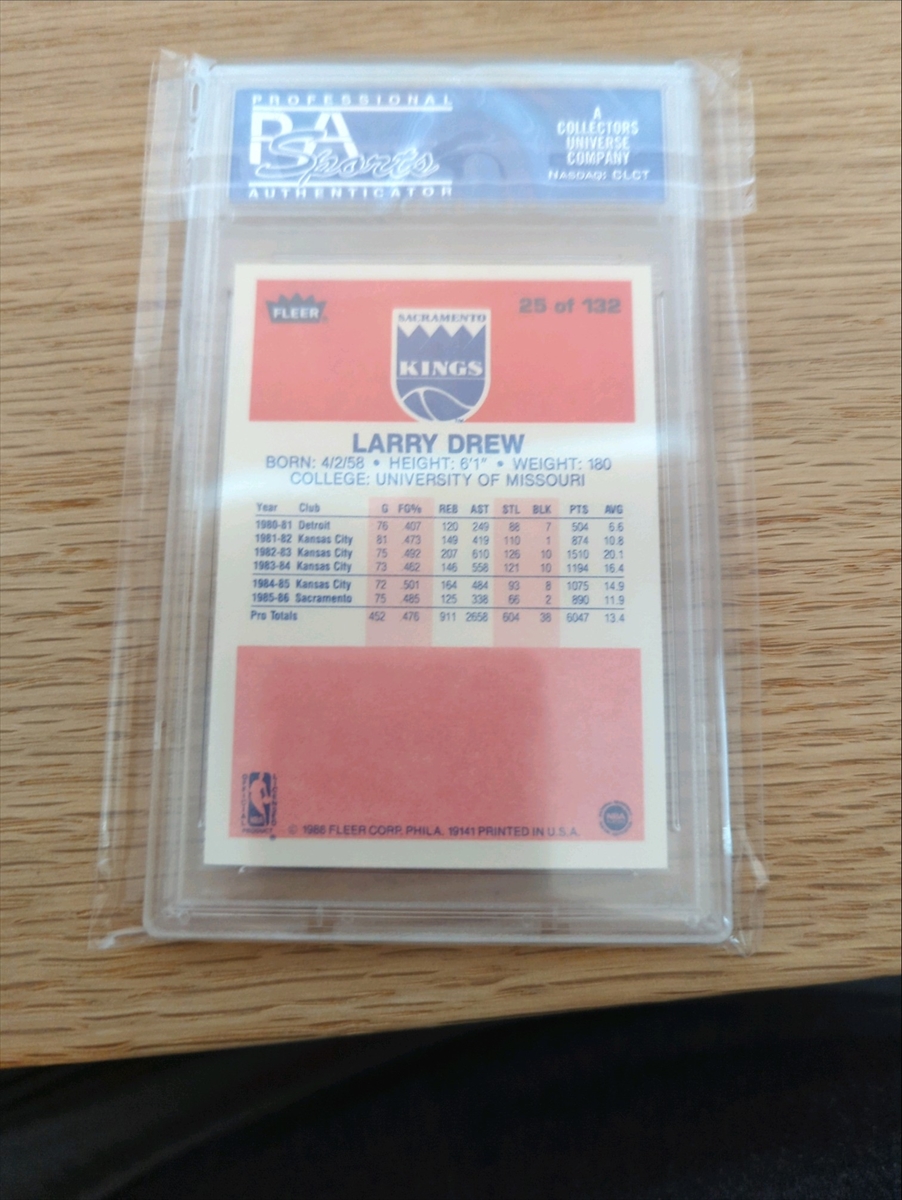 PROFESSIONAL
PSA
Sports
AUTHENTICATOR
A
COLLECTORS
UNIVERSE
COMPANY
NASDAQ: CLCT
FLEER
25 of 132
SACRAMENTO
KINGS
LARRY DREW
BORN: 4/2/58 • HEIGHT: 6'1" • WEIGHT: 180
COLLEGE: UNIVERSITY OF MISSOURI
Year Club G FG% REB AST STL BLK PTS AVG
1980-81 Detroit 76 .407 120 249 88 7 504 6.6
1981-82 Kansas City 81 .473 149 419 110 1 874 10.8
1982-83 Kansas City 75 .492 207 610 126 10 1510 20.1
1983-84 Kansas City 73 .462 146 558 121 10 1194 16.4
1984-85 Kansas City 72 .501 164 484 93 8 1075 14.9
1985-86 Sacramento 75 .485 125 338 66 2 890 11.9
Pro Totals 452 .476 911 2658 604 38 6047 13.4
NBA
PRODUCT
© 1986 FLEER CORP. PHILA. 19141 PRINTED IN U.S.A.
NBA